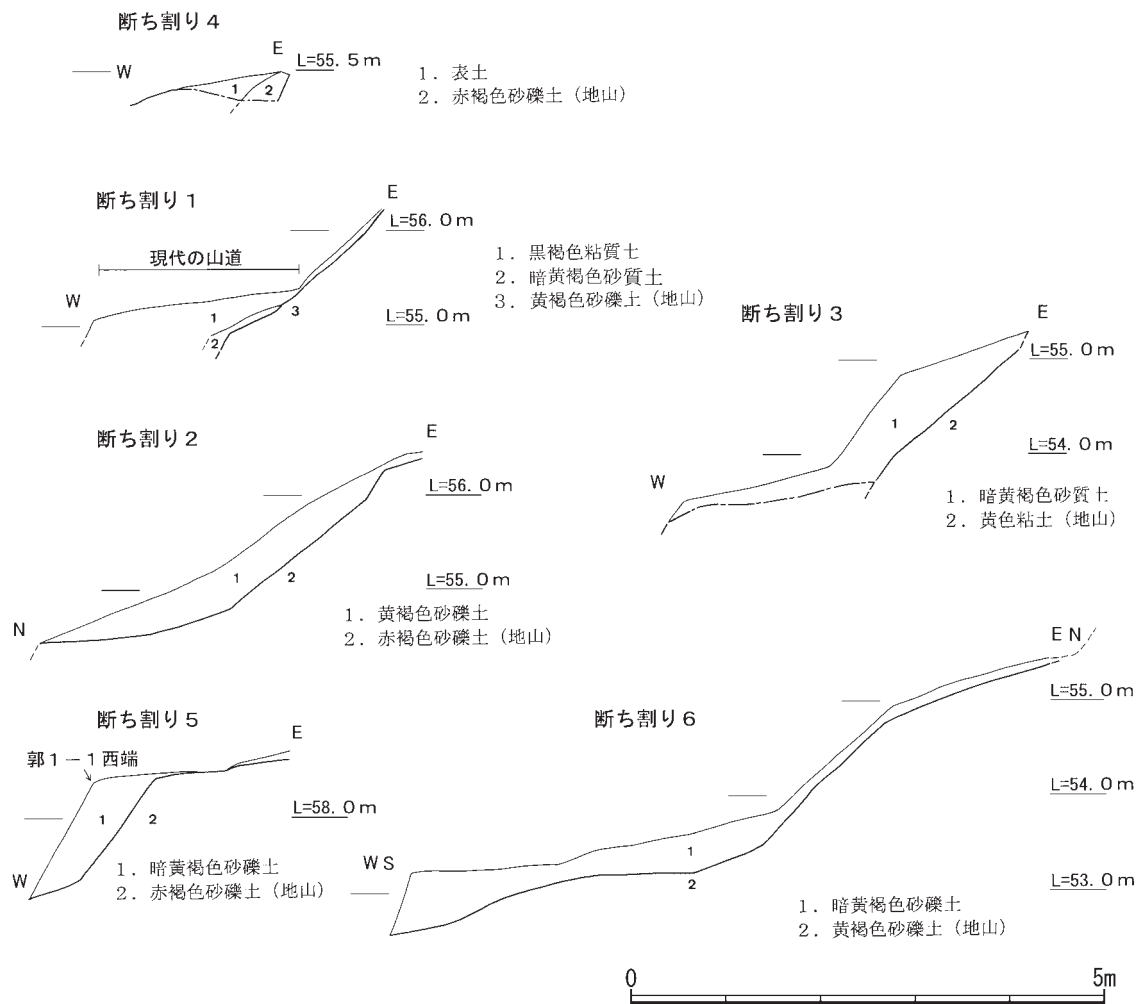 断ち割り4
E
L=55. 5m
W
1
2
1. 表土
2. 赤褐色砂礫土（地山）
断ち割り1
E
L=56. 0m
現代の山道
W
1
3
2
L=55. 0m
1. 黒褐色粘質土
2. 暗黄褐色砂質土
3. 黄褐色砂礫土（地山）
断ち割り3
E
L=55. 0m
1
2
L=54. 0m
W
1. 暗黄褐色砂質土
2. 黄色粘土（地山）
断ち割り2
E
L=56. 0m
1
2
L=55. 0m
N
1. 黄褐色砂礫土
2. 赤褐色砂礫土（地山）
断ち割り5
E
郭1-1西端
L=58. 0m
1
2
W
1. 暗黄褐色砂礫土
2. 赤褐色砂礫土（地山）
断ち割り6
EN
L=55. 0m
L=54. 0m
WS
1
2
L=53. 0m
1. 暗黄褐色砂礫土
2. 黄褐色砂礫土（地山）
0
5m